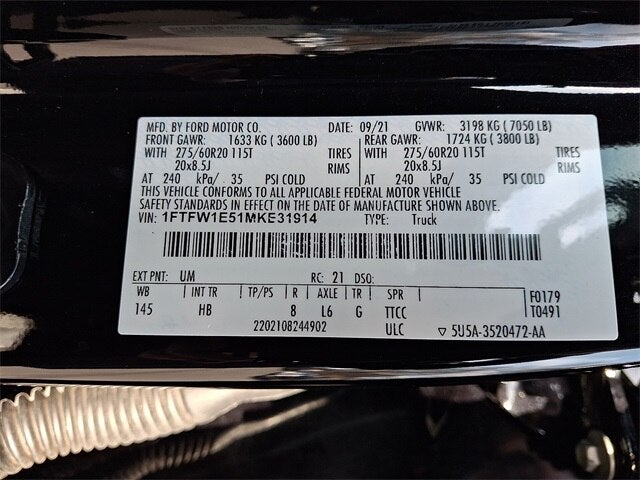 MFD. BY FORD MOTOR CO. DATE: 09/21 GVWR: 3198 KG ( 7050 LB)
FRONT GAWR: 1633 KG ( 3600 LB) REAR GAWR: 1724 KG ( 3800 LB)
WITH 275/60R20 115T TIRES WITH 275/60R20 115T TIRES
20x8.5J RIMS 20x8.5J RIMS
AT 240 kPa/ 35 PSI COLD AT 240 kPa/ 35 PSI COLD
THIS VEHICLE CONFORMS TO ALL APPLICABLE FEDERAL MOTOR VEHICLE
SAFETY STANDARDS IN EFFECT ON THE DATE OF MANUFACTURE SHOWN ABOVE.
VIN: 1FTFW1E51MKE31914 TYPE: Truck
EXT PNT: UM RC: 21 DSO:
WB INT TR TP/PS R AXLE TR SPR F0179
145 HB 8 L6 G TTCC T0491
2202108244902 ULC ▽ 5U5A-3520472-AA